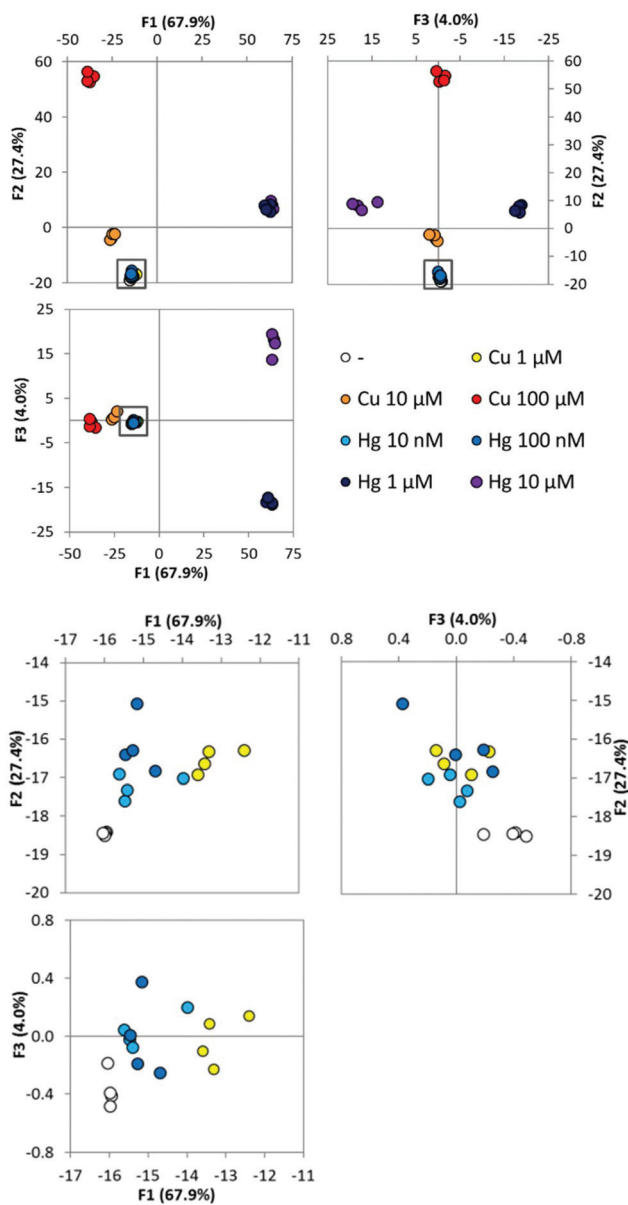 F1 (67.9%)
-50 -25 0 25 50 75
F3 (4.0%)
25 15 5 -5 -15 -25
60
40
20
0
-20
F2 (27.4%)
60
50
40
30
20
10
0
-10
-20
F2 (27.4%)
25
15
5
-5
-15
-25
F3 (4.0%)
-50 -25 0 25 50 75
F1 (67.9%)
-
Cu 1 μM
Cu 10 μM
Cu 100 μM
Hg 10 nM
Hg 100 nM
Hg 1 μM
Hg 10 μM
F1 (67.9%)
-17 -16 -15 -14 -13 -12 -11
F3 (4.0%)
0.8 0.4 0.0 -0.4 -0.8
-14
-15
-16
-17
-18
-19
-20
F2 (27.4%)
-14
-15
-16
-17
-18
-19
-20
F2 (27.4%)
0.8
0.4
0.0
-0.4
-0.8
F3 (4.0%)
-17 -16 -15 -14 -13 -12 -11
F1 (67.9%)